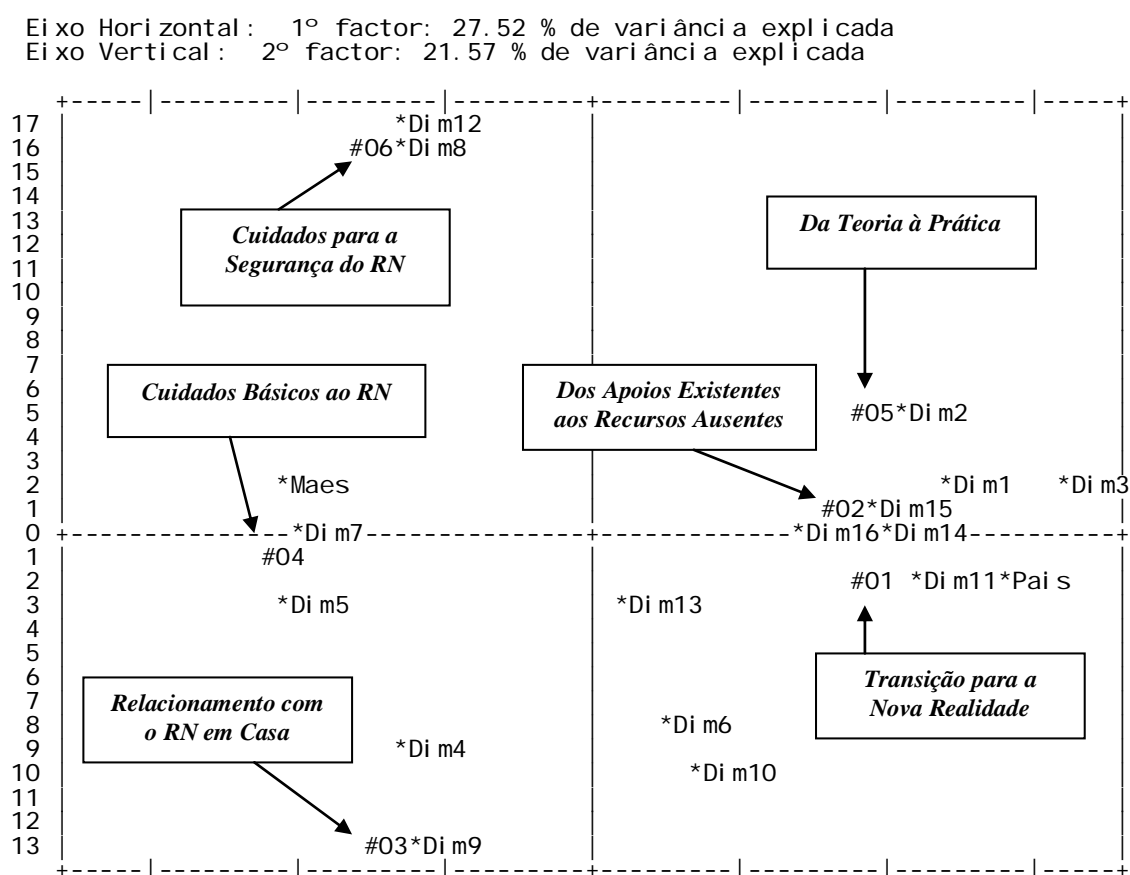 Eixo Horizontal: 1º factor: 27.52 % de variância explicada
Eixo Vertical: 2º factor: 21.57 % de variância explicada
+-----|---------|---------|---------+---------|---------|---------|-----+
17 *Dim12
16 #06*Dim8
15
14
13 Cuidados para a Da Teoria à Prática
12 Segurança do RN
11
10
9
8
7
6 Cuidados Básicos ao RN Dos Apoios Existentes
5 aos Recursos Ausentes #05*Dim2
4
3
2 *Maes *Dim1 *Dim3
1 #02*Dim15
0 +---------------*Dim7---------------+-------------*Dim16*Dim14----------+
1 #04
2 #01 *Dim11*Pais
3 *Dim5 *Dim13
4
5
6 Transição para a
7 Relacionamento com Nova Realidade
8 o RN em Casa *Dim6
9 *Dim4
10 *Dim10
11
12
13 #03*Dim9
+-----|---------|---------|---------+---------|---------|---------|-----+